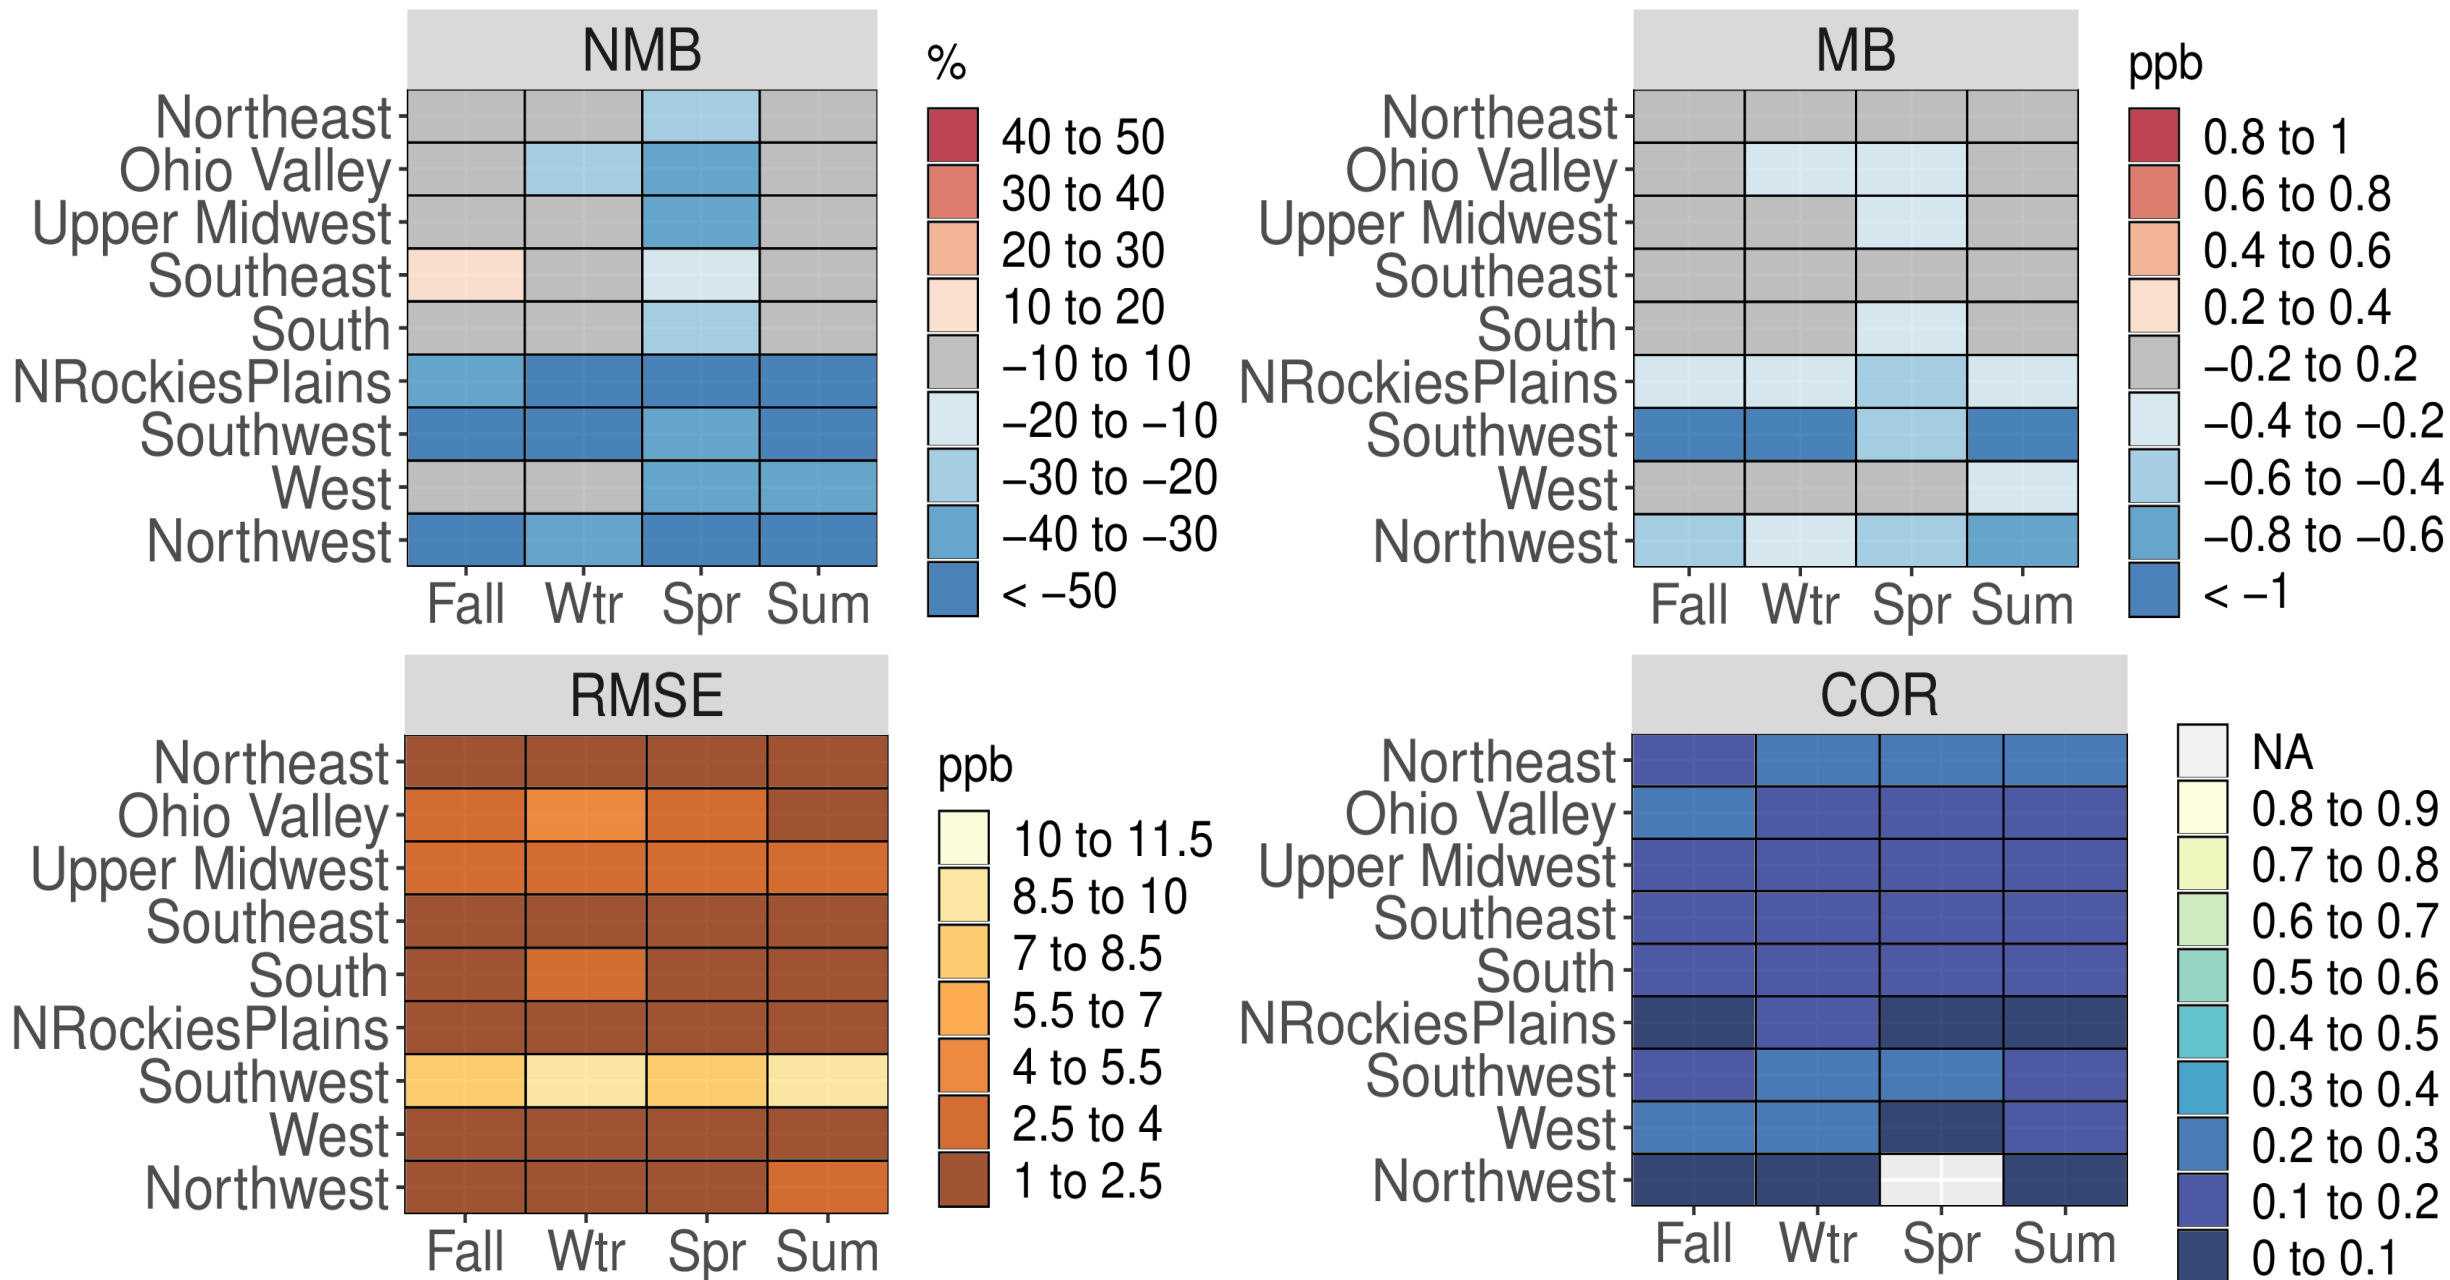 NMB
%
Northeast
Ohio Valley
Upper Midwest
Southeast
South
NRockiesPlains
Southwest
West
Northwest
Fall Wtr Spr Sum
40 to 50
30 to 40
20 to 30
10 to 20
−10 to 10
−20 to −10
−30 to −20
−40 to −30
< −50
MB
ppb
Northeast
Ohio Valley
Upper Midwest
Southeast
South
NRockiesPlains
Southwest
West
Northwest
Fall Wtr Spr Sum
0.8 to 1
0.6 to 0.8
0.4 to 0.6
0.2 to 0.4
−0.2 to 0.2
−0.4 to −0.2
−0.6 to −0.4
−0.8 to −0.6
< −1
RMSE
ppb
Northeast
Ohio Valley
Upper Midwest
Southeast
South
NRockiesPlains
Southwest
West
Northwest
Fall Wtr Spr Sum
10 to 11.5
8.5 to 10
7 to 8.5
5.5 to 7
4 to 5.5
2.5 to 4
1 to 2.5
COR
Northeast
Ohio Valley
Upper Midwest
Southeast
South
NRockiesPlains
Southwest
West
Northwest
Fall Wtr Spr Sum
NA
0.8 to 0.9
0.7 to 0.8
0.6 to 0.7
0.5 to 0.6
0.4 to 0.5
0.3 to 0.4
0.2 to 0.3
0.1 to 0.2
0 to 0.1